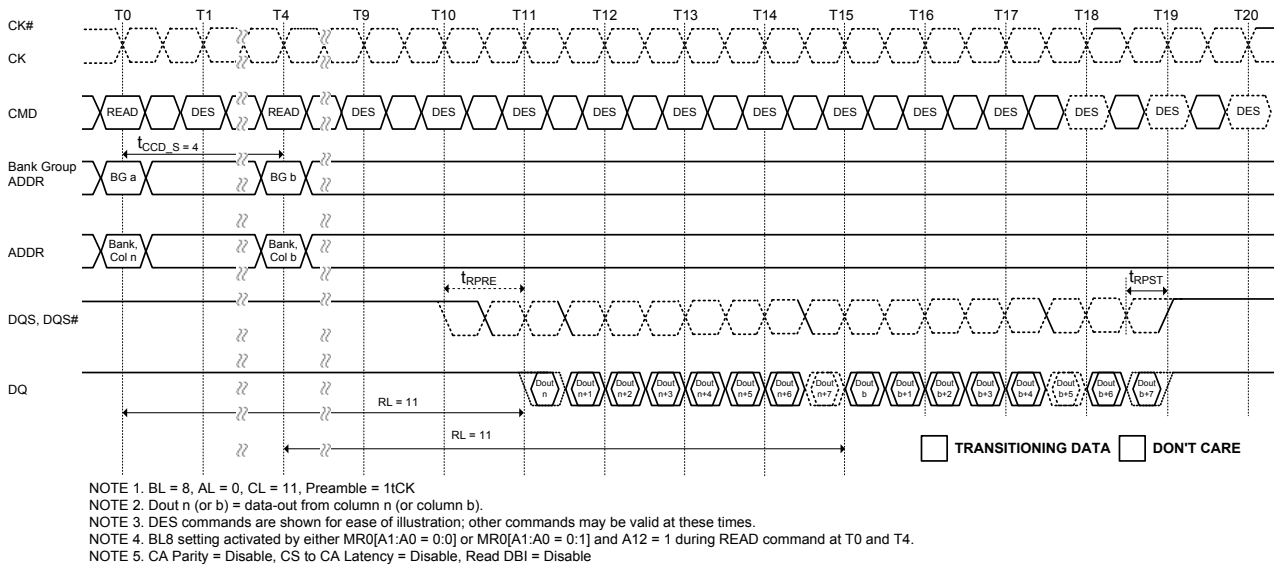 T0 T1 T4 T9 T10 T11 T12 T13 T14 T15 T16 T17 T18 T19 T20
CK#
CK
CMD READ DES READ DES DES DES DES DES DES DES DES DES DES DES DES
tCCD_S = 4
Bank Group
ADDR
BG a BG b
ADDR
Bank, Col n
Bank, Col b
tRPRE tRPST
DQS, DQS#
DQ
Dout n Dout n+1 Dout n+2 Dout n+3 Dout n+4 Dout n+5 Dout n+6 Dout n+7 Dout b Dout b+1 Dout b+2 Dout b+3 Dout b+4 Dout b+5 Dout b+6 Dout b+7
RL = 11
RL = 11
TRANSITIONING DATA DON'T CARE
NOTE 1. BL = 8, AL = 0, CL = 11, Preamble = 1tCK
NOTE 2. Dout n (or b) = data-out from column n (or column b).
NOTE 3. DES commands are shown for ease of illustration; other commands may be valid at these times.
NOTE 4. BL8 setting activated by either MR0[A1:A0 = 0:0] or MR0[A1:A0 = 0:1] and A12 = 1 during READ command at T0 and T4.
NOTE 5. CA Parity = Disable, CS to CA Latency = Disable, Read DBI = Disable